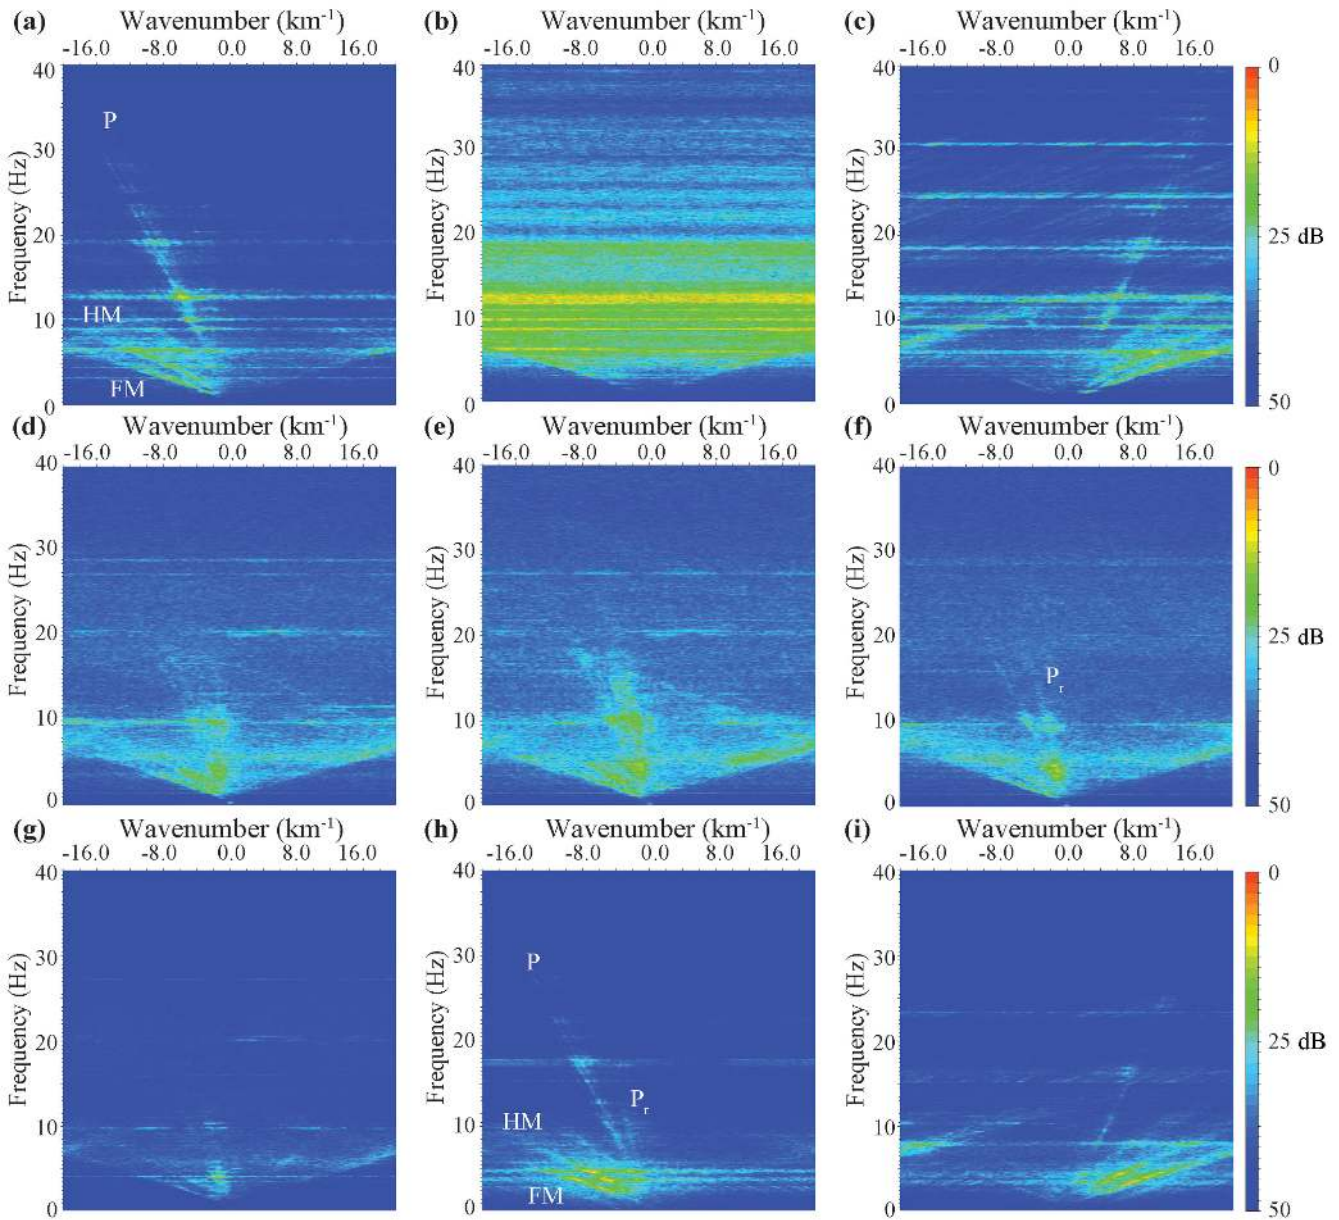 (a) Wavenumber (km⁻¹) (b) Wavenumber (km⁻¹) (c) Wavenumber (km⁻¹)
-16.0 -8.0 0.0 8.0 16.0 -16.0 -8.0 0.0 8.0 16.0 -16.0 -8.0 0.0 8.0 16.0
40 40 40 0
P
30 30 30
Frequency (Hz) Frequency (Hz) Frequency (Hz)
20 20 20 25 dB
HM
10 10 10
FM
0 0 0 50
(d) Wavenumber (km⁻¹) (e) Wavenumber (km⁻¹) (f) Wavenumber (km⁻¹)
-16.0 -8.0 0.0 8.0 16.0 -16.0 -8.0 0.0 8.0 16.0 -16.0 -8.0 0.0 8.0 16.0
40 40 40 0
30 30 30
Frequency (Hz) Frequency (Hz) Frequency (Hz)
20 20 20 25 dB
Pᵣ
10 10 10
0 0 0 50
(g) Wavenumber (km⁻¹) (h) Wavenumber (km⁻¹) (i) Wavenumber (km⁻¹)
-16.0 -8.0 0.0 8.0 16.0 -16.0 -8.0 0.0 8.0 16.0 -16.0 -8.0 0.0 8.0 16.0
40 40 40 0
P
30 30 30
Frequency (Hz) Frequency (Hz) Frequency (Hz)
20 20 20 25 dB
Pᵣ
HM
10 10 10
FM
0 0 0 50